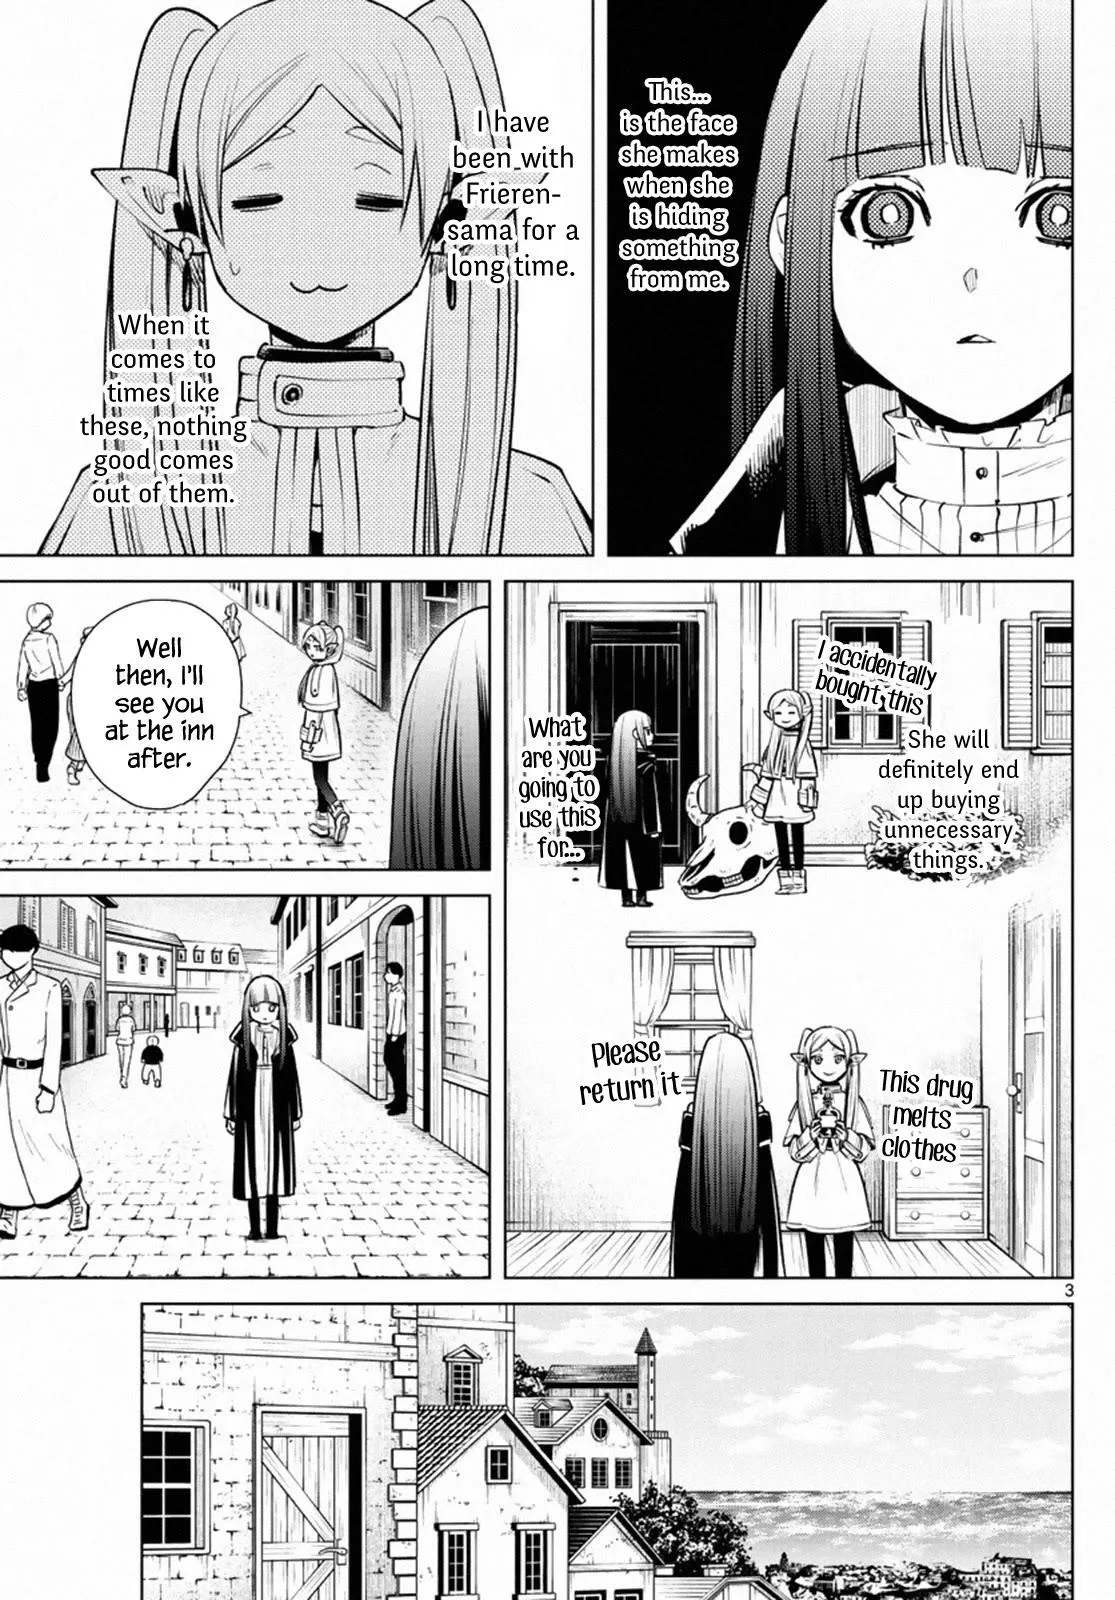 This...
is the face
she makes
when she
is hiding
something
from me.
I have
been with
Frieren-
sama for a
long time.
When it
comes to
times like
these, nothing
good comes
out of them.
I accidentally
bought this
She will
definitely end
up buying
unnecessary
things.
What
are you
going to
use this
for...
This drug
melts
clothes
Please
return it
Well
then, I'll
see you
at the inn
after.
3